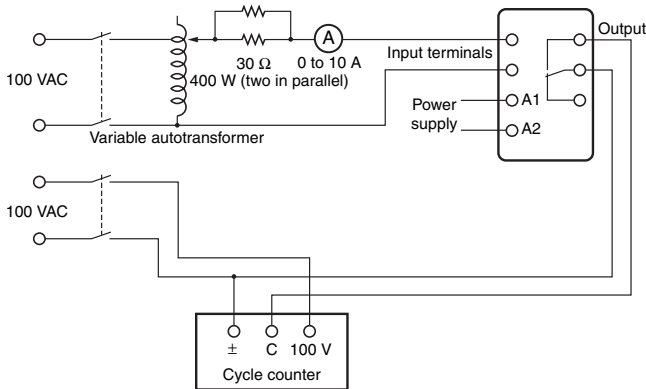 100 VAC
Variable autotransformer
30 Ω
400 W (two in parallel)
A
0 to 10 A
Input terminals
Output
Power
supply
A1
A2
100 VAC
± C 100 V
Cycle counter